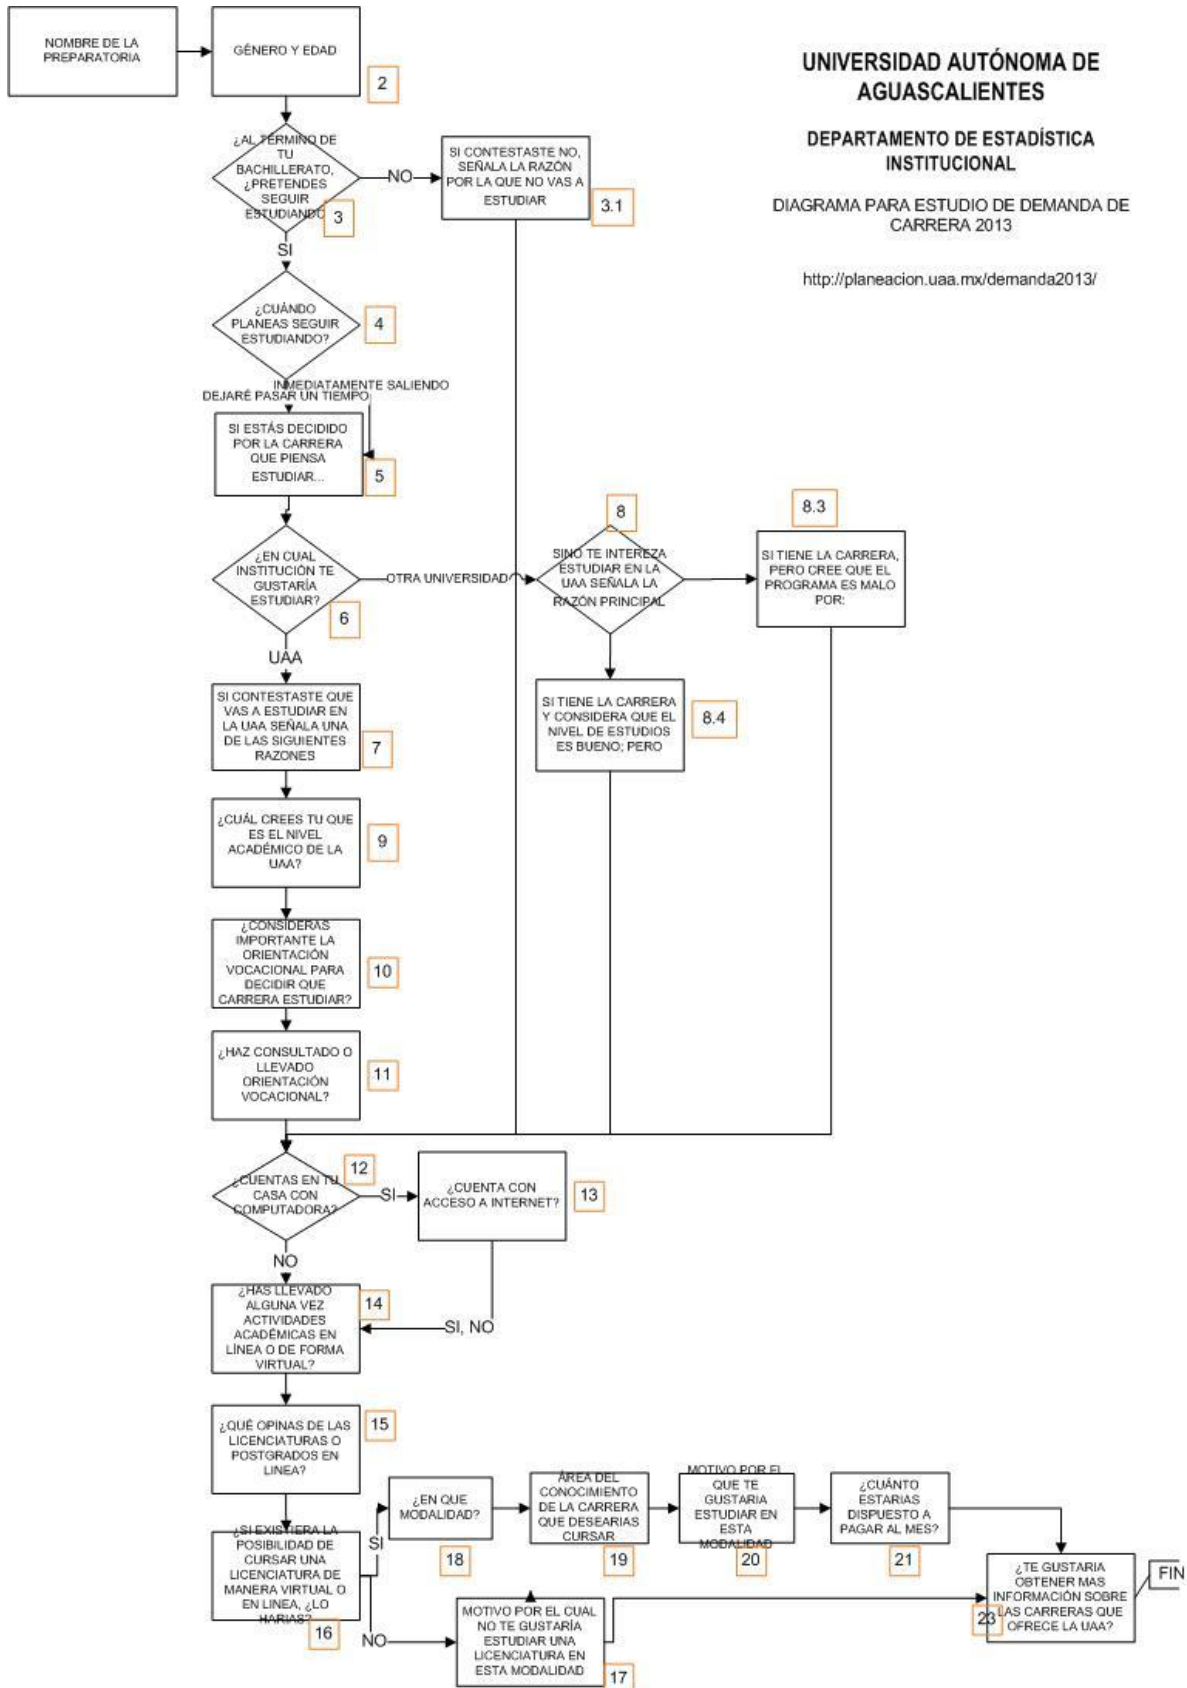 NOMBRE DE LA
PREPARATORIA
GÉNERO Y EDAD
2
UNIVERSIDAD AUTÓNOMA DE
AGUASCALIENTES
DEPARTAMENTO DE ESTADÍSTICA
INSTITUCIONAL
DIAGRAMA PARA ESTUDIO DE DEMANDA DE
CARRERA 2013
http://planeacion.uaa.mx/demanda2013/
¿AL TÉRMINO DE
TU
BACHILLERATO,
¿PRETENDES
SEGUIR
ESTUDIANDO
3
NO
SI CONTESTASTE NO,
SEÑALA LA RAZÓN
POR LA QUE NO VAS A
ESTUDIAR
3.1
SI
¿CUÁNDO
PLANEAS SEGUIR
ESTUDIANDO?
4
INMEDIATAMENTE SALIENDO
DEJARÉ PASAR UN TIEMPO
SI ESTÁS DECIDIDO
POR LA CARRERA
QUE PIENSA
ESTUDIAR...
5
¿EN CUAL
INSTITUCIÓN TE
GUSTARÍA
ESTUDIAR?
6
OTRA UNIVERSIDAD
8
SINO TE INTEREZA
ESTUDIAR EN LA
UAA SEÑALA LA
RAZÓN PRINCIPAL
8.3
SI TIENE LA CARRERA,
PERO CREE QUE EL
PROGRAMA ES MALO
POR:
UAA
SI CONTESTASTE QUE
VAS A ESTUDIAR EN
LA UAA SEÑALA UNA
DE LAS SIGUIENTES
RAZONES
7
SI TIENE LA CARRERA
Y CONSIDERA QUE EL
NIVEL DE ESTUDIOS
ES BUENO; PERO
8.4
¿CUÁL CREES TU QUE
ES EL NIVEL
ACADÉMICO DE LA
UAA?
9
¿CONSIDERAS
IMPORTANTE LA
ORIENTACIÓN
VOCACIONAL PARA
DECIDIR QUE
CARRERA ESTUDIAR?
10
¿HAZ CONSULTADO O
LLEVADO
ORIENTACIÓN
VOCACIONAL?
11
¿CUENTAS EN TU
CASA CON
COMPUTADORA?
12
SI
¿CUENTA CON
ACCESO A INTERNET?
13
NO
SI, NO
¿HAS LLEVADO
ALGUNA VEZ
ACTIVIDADES
ACADÉMICAS EN
LÍNEA O DE FORMA
VIRTUAL?
14
¿QUÉ OPINAS DE LAS
LICENCIATURAS O
POSTGRADOS EN
LINEA?
15
¿SI EXISTIERA LA
POSIBILIDAD DE
CURSAR UNA
LICENCIATURA DE
MANERA VIRTUAL O
EN LINEA, ¿LO
HARIAS?
16
SI
¿EN QUE
MODALIDAD?
18
ÁREA DEL
CONOCIMIENTO
DE LA CARRERA
QUE DESEARIAS
CURSAR
19
MOTIVO POR EL
QUE TE
GUSTARIA
ESTUDIAR EN
ESTA
MODALIDAD
20
¿CUÁNTO
ESTARIAS
DISPUESTO A
PAGAR AL MES?
21
NO
MOTIVO POR EL CUAL
NO TE GUSTARÍA
ESTUDIAR UNA
LICENCIATURA EN
ESTA MODALIDAD
17
¿TE GUSTARIA
OBTENER MAS
INFORMACIÓN SOBRE
LAS CARRERAS QUE
OFRECE LA UAA?
23
FIN